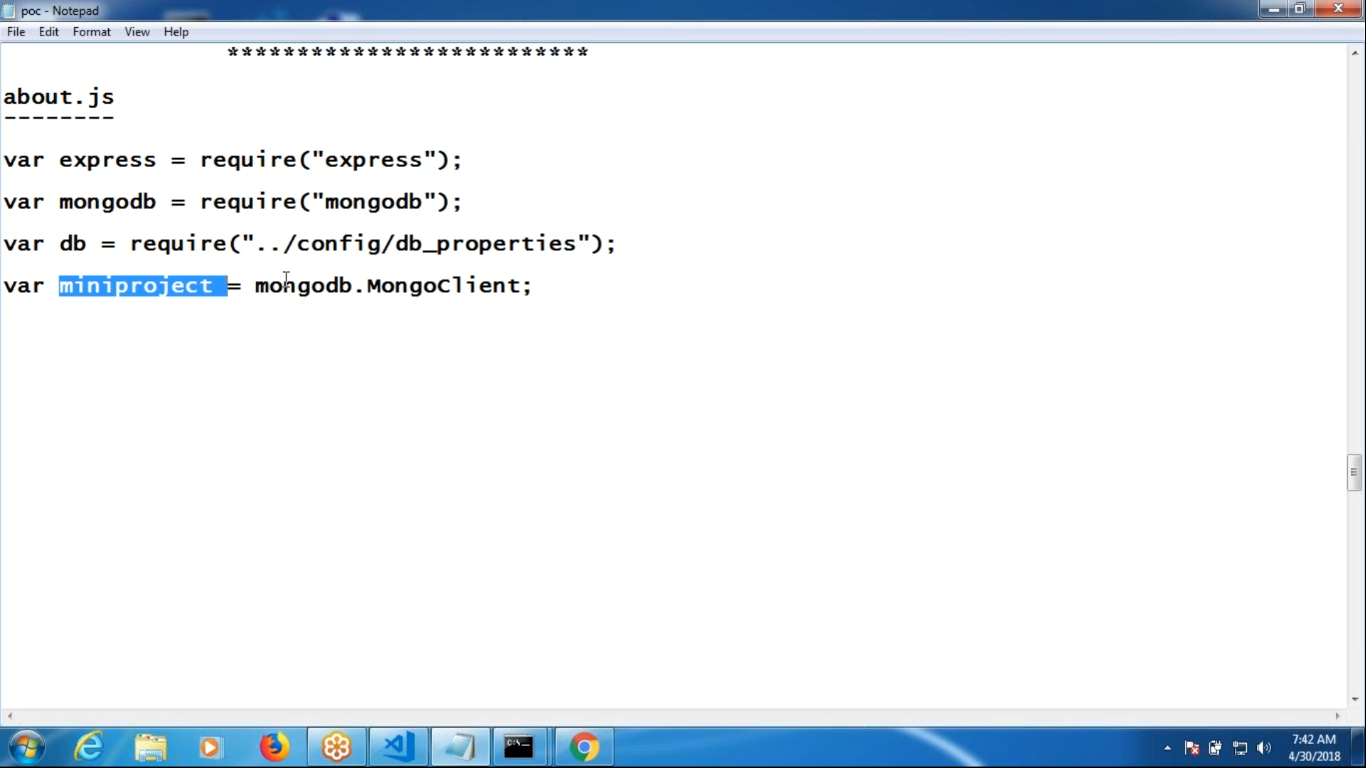 poc - Notepad
File Edit Format View Help
**************************
about.js
--------
var express = require("express");
var mongodb = require("mongodb");
var db = require("../config/db_properties");
var miniproject = mongodb.MongoClient;
7:42 AM
4/30/2018